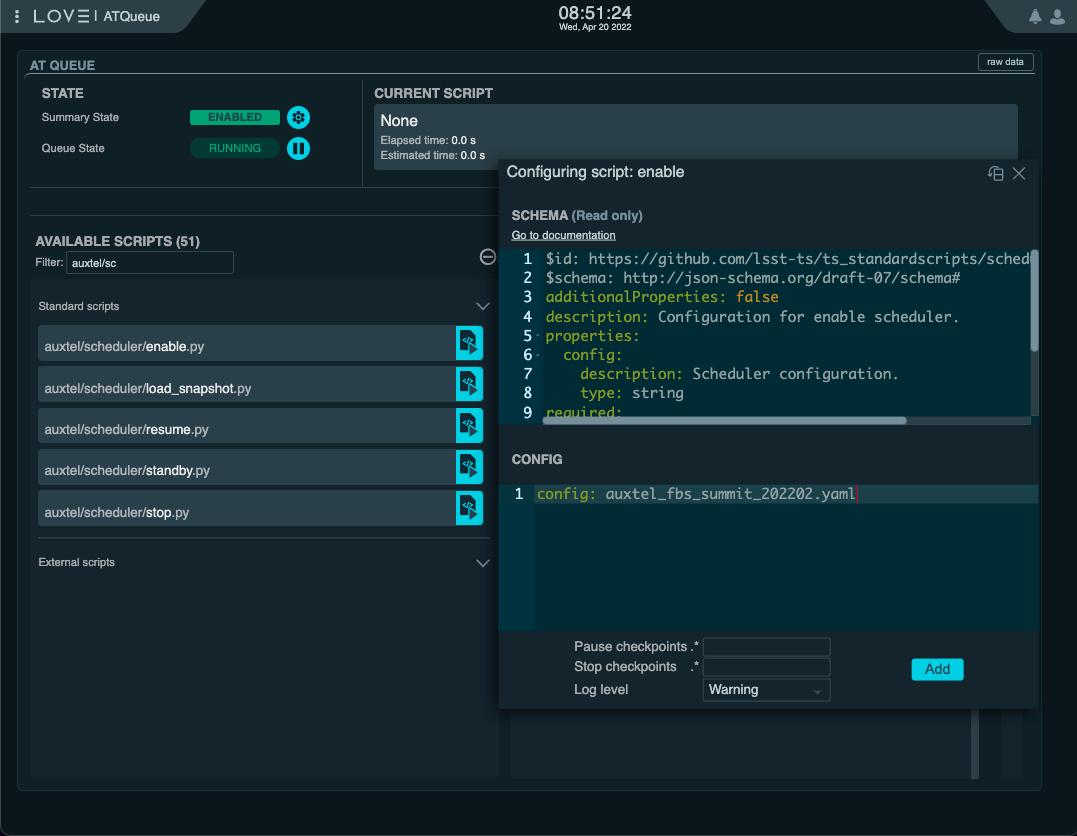 LOVE | ATQueue
08:51:24
Wed, Apr 20 2022
AT QUEUE
raw data
STATE
Summary State ENABLED
Queue State RUNNING
CURRENT SCRIPT
None
Elapsed time: 0.0 s
Estimated time: 0.0 s
AVAILABLE SCRIPTS (51)
Filter: auxtel/sc
Standard scripts
auxtel/scheduler/enable.py
auxtel/scheduler/load_snapshot.py
auxtel/scheduler/resume.py
auxtel/scheduler/standby.py
auxtel/scheduler/stop.py
External scripts
Configuring script: enable
SCHEMA (Read only)
Go to documentation
1 $id: https://github.com/lsst-ts/ts_standardscripts/sched
2 $schema: http://json-schema.org/draft-07/schema#
3 additionalProperties: false
4 description: Configuration for enable scheduler.
5 properties:
6 config:
7 description: Scheduler configuration.
8 type: string
9 required:
CONFIG
1 config: auxtel_fbs_summit_202202.yaml
Pause checkpoints .*
Stop checkpoints .*
Log level Warning
Add